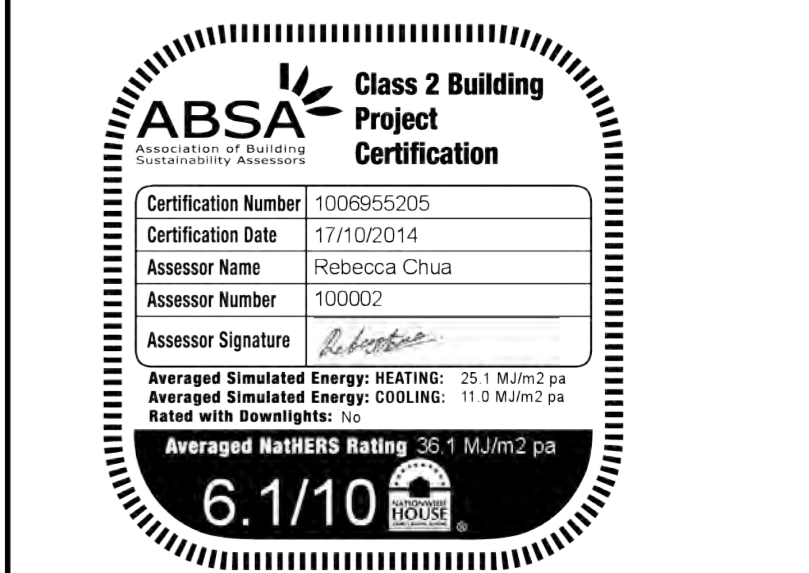 ABSA
Association of Building
Sustainability Assessors
Class 2 Building
Project
Certification
Certification Number 1006955205
Certification Date 17/10/2014
Assessor Name Rebecca Chua
Assessor Number 100002
Assessor Signature
Averaged Simulated Energy: HEATING: 25.1 MJ/m2 pa
Averaged Simulated Energy: COOLING: 11.0 MJ/m2 pa
Rated with Downlights: No
Averaged NatHERS Rating 36.1 MJ/m2 pa
6.1/10
NATIONWIDE
HOUSE
®